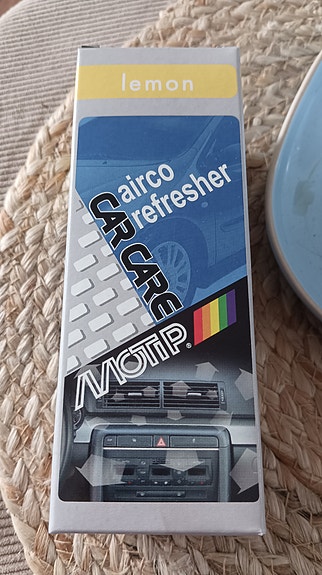 lemon
airco
refresher
CAR CARE
MOTIP®